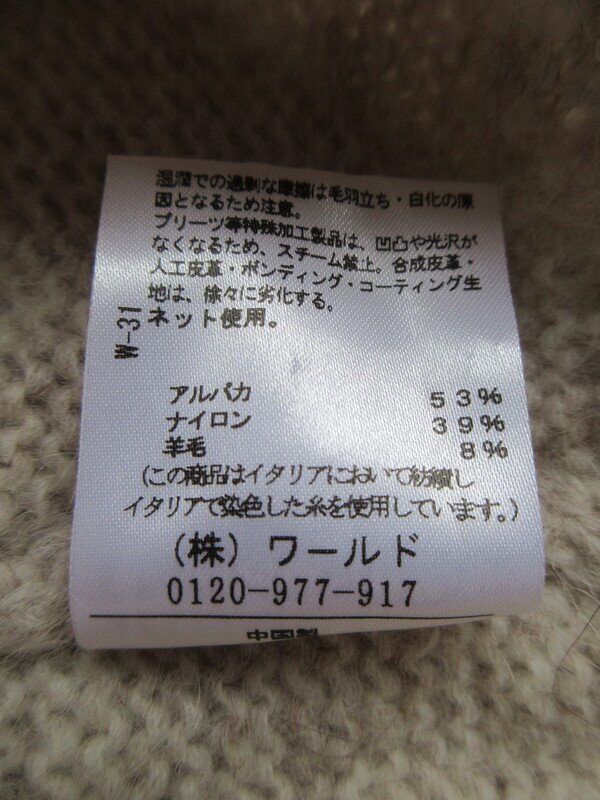 湿潤での過剰な摩擦は毛羽立ち・白化の原
因となるため注意。
プリーツ等特殊加工製品は、凹凸や光沢が
なくなるため、スチーム禁止。合成皮革・
人工皮革・ボンディング・コーティング生
地は、徐々に劣化する。
ネット使用。
W-31
アルパカ 53%
ナイロン 39%
羊毛 8%
(この商品はイタリアにおいて紡績し
イタリアで染色した糸を使用しています。)
(株) ワールド
0120-977-917
中国製